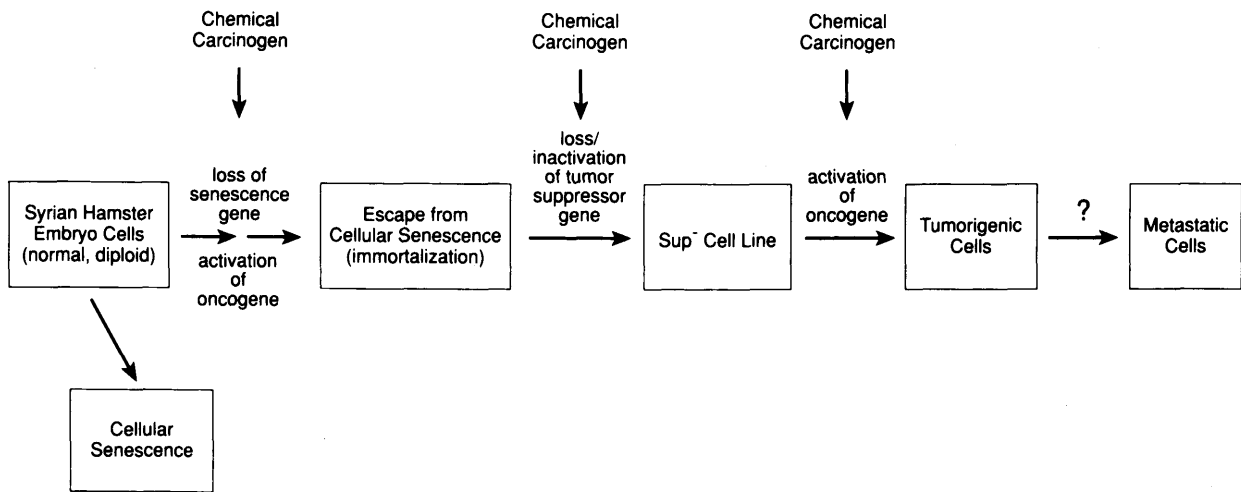 Chemical
Carcinogen
Chemical
Carcinogen
Chemical
Carcinogen
Syrian Hamster
Embryo Cells
(normal, diploid)
loss of
senescence
gene
activation
of
oncogene
Escape from
Cellular Senescence
(immortalization)
loss/
inactivation
of tumor
suppressor
gene
Sup⁻ Cell Line
activation
of
oncogene
Tumorigenic
Cells
?
Metastatic
Cells
Cellular
Senescence